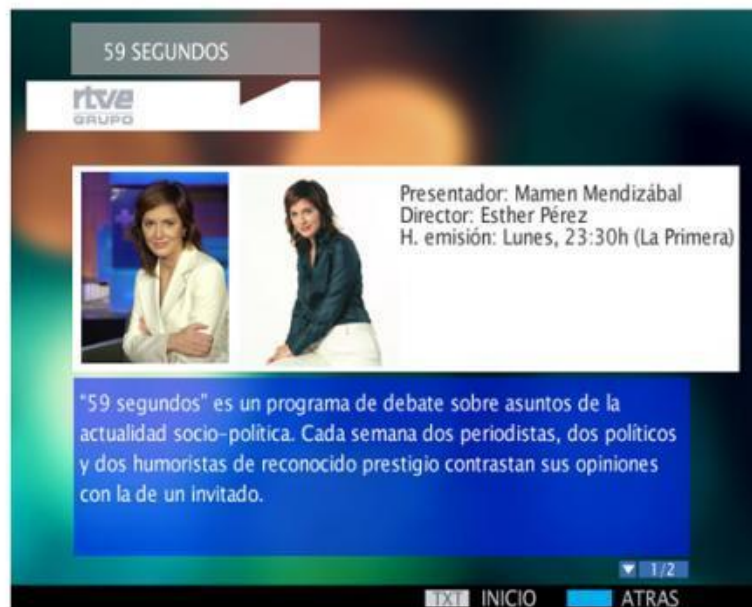 59 SEGUNDOS
rtve
GRUPO
Presentador: Mamen Mendizábal
Director: Esther Pérez
H. emisión: Lunes, 23:30h (La Primera)
"59 segundos" es un programa de debate sobre asuntos de la
actualidad socio-política. Cada semana dos periodistas, dos políticos
y dos humoristas de reconocido prestigio contrastan sus opiniones
con la de un invitado.
1/2
TXT INICIO ATRAS